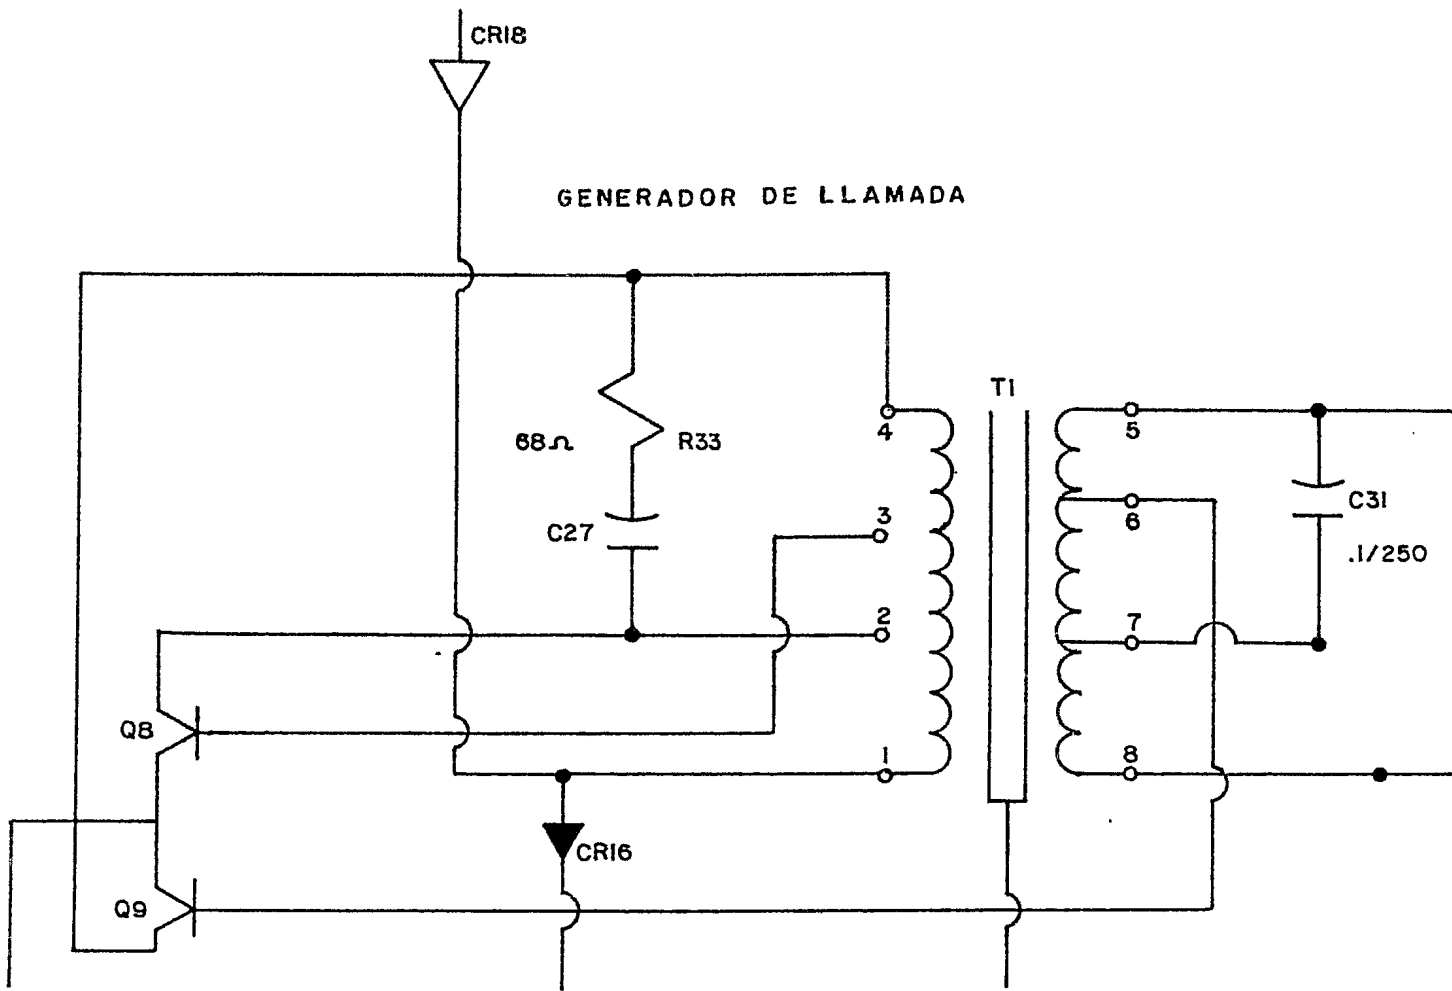 CR18
GENERADOR DE LLAMADA
T1
4
5
68Ω R33
3
6
C31
C27
.1/250
2
7
Q8
1
8
CR16
Q9